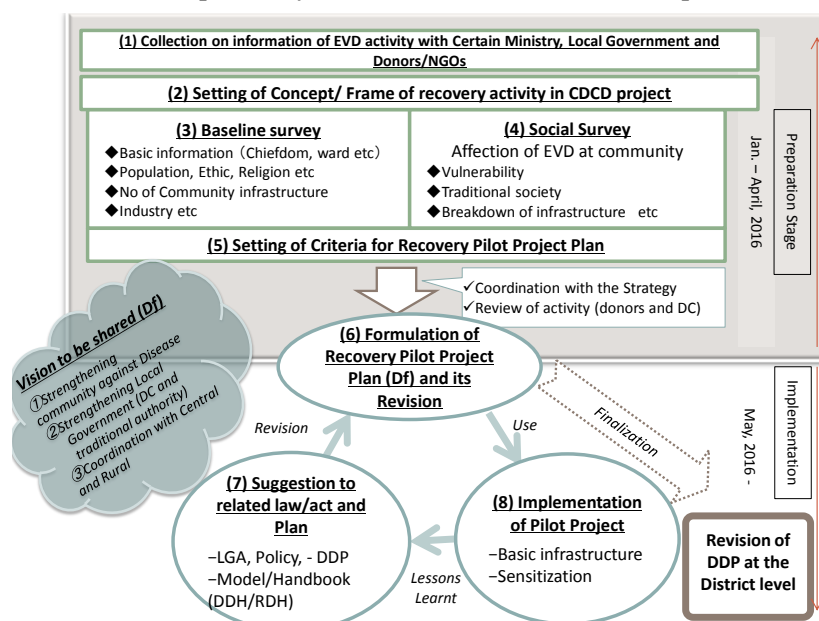 (1) Collection on information of EVD activity with Certain Ministry, Local Government and
Donors/NGOs
(2) Setting of Concept/ Frame of recovery activity in CDCD project
(3) Baseline survey
◆Basic information (Chiefdom, ward etc)
◆Population, Ethic, Religion etc
◆No of Community infrastructure
◆Industry etc
(4) Social Survey
Affection of EVD at community
◆Vulnerability
◆Traditional society
◆Breakdown of infrastructure etc
(5) Setting of Criteria for Recovery Pilot Project Plan
Jan. – April, 2016
Preparation Stage
✓Coordination with the Strategy
✓Review of activity (donors and DC)
Vision to be shared (Df)
①Strengthening
community against Disease
②Strengthening Local
Government (DC and
traditional authority)
③Coordination with Central
and Rural
(6) Formulation of
Recovery Pilot Project
Plan (Df) and its
Revision
Revision
Use
Finalization
May, 2016 -
Implementation
(7) Suggestion to
related law/act and
Plan
−LGA, Policy, - DDP
−Model/Handbook
(DDH/RDH)
Lessons
Learnt
(8) Implementation
of Pilot Project
−Basic infrastructure
−Sensitization
Revision of
DDP at the
District level